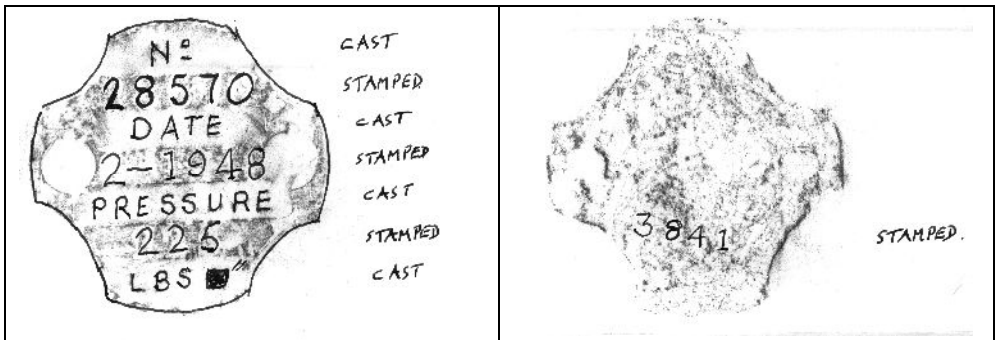 Nº CAST
28570 STAMPED
DATE CAST
2-1948 STAMPED
PRESSURE CAST
225 STAMPED
LBS ■" CAST
3841 STAMPED.